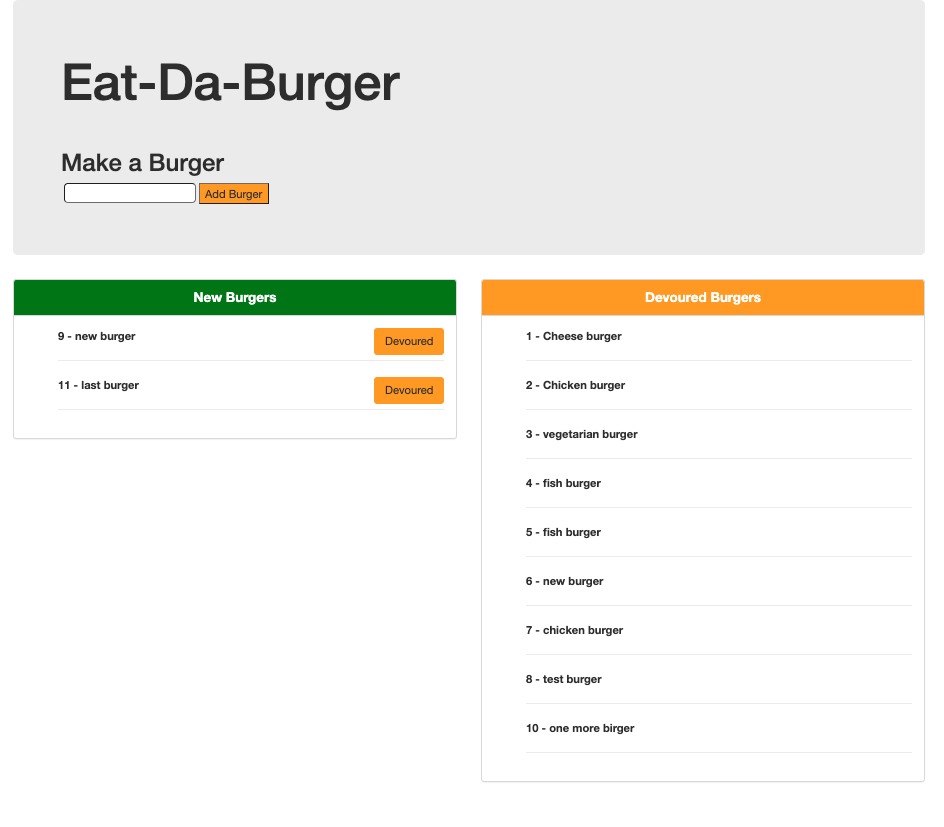 Eat-Da-Burger
Make a Burger
Add Burger
New Burgers
9 - new burger
Devoured
11 - last burger
Devoured
Devoured Burgers
1 - Cheese burger
2 - Chicken burger
3 - vegetarian burger
4 - fish burger
5 - fish burger
6 - new burger
7 - chicken burger
8 - test burger
10 - one more birger